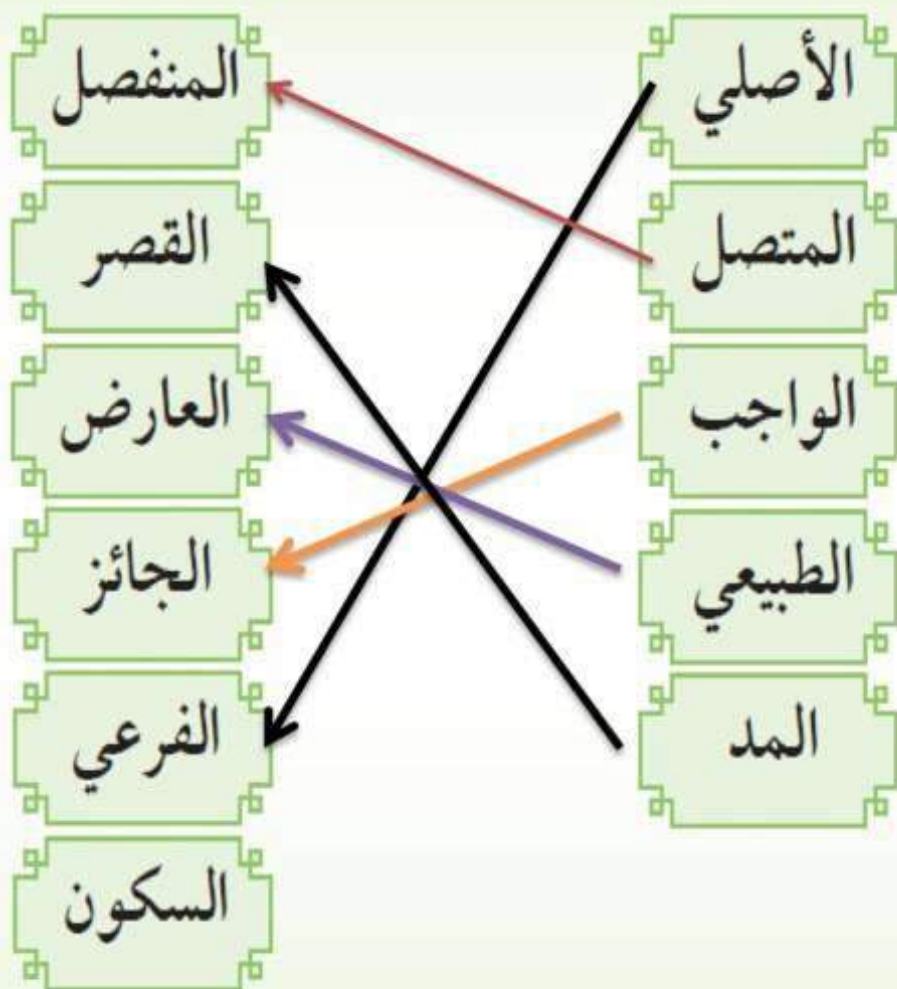 الأصلي
المنفصل
المتصل
القصر
الواجب
العارض
الطبيعي
الجائز
المد
الفرعي
السكون